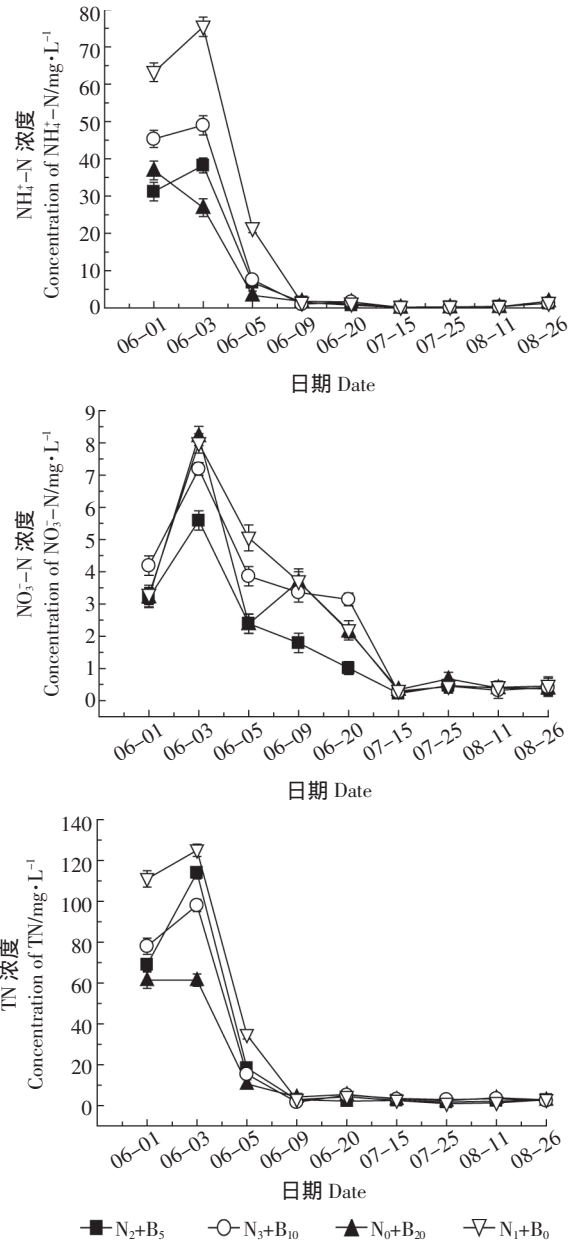 80
70
60
50
40
30
20
10
0
NH₄⁺–N 浓度
Concentration of NH₄⁺–N/mg·L⁻¹
06–01 06–03 06–05 06–09 06–20 07–15 07–25 08–11 08–26
日期 Date
9
8
7
6
5
4
3
2
1
0
NO₃⁻–N 浓度
Concentration of NO₃⁻–N/mg·L⁻¹
06–01 06–03 06–05 06–09 06–20 07–15 07–25 08–11 08–26
日期 Date
140
120
100
80
60
40
20
0
TN 浓度
Concentration of TN/mg·L⁻¹
06–01 06–03 06–05 06–09 06–20 07–15 07–25 08–11 08–26
日期 Date
N₂+B₅ N₃+B₁₀ N₀+B₂₀ N₁+B₀